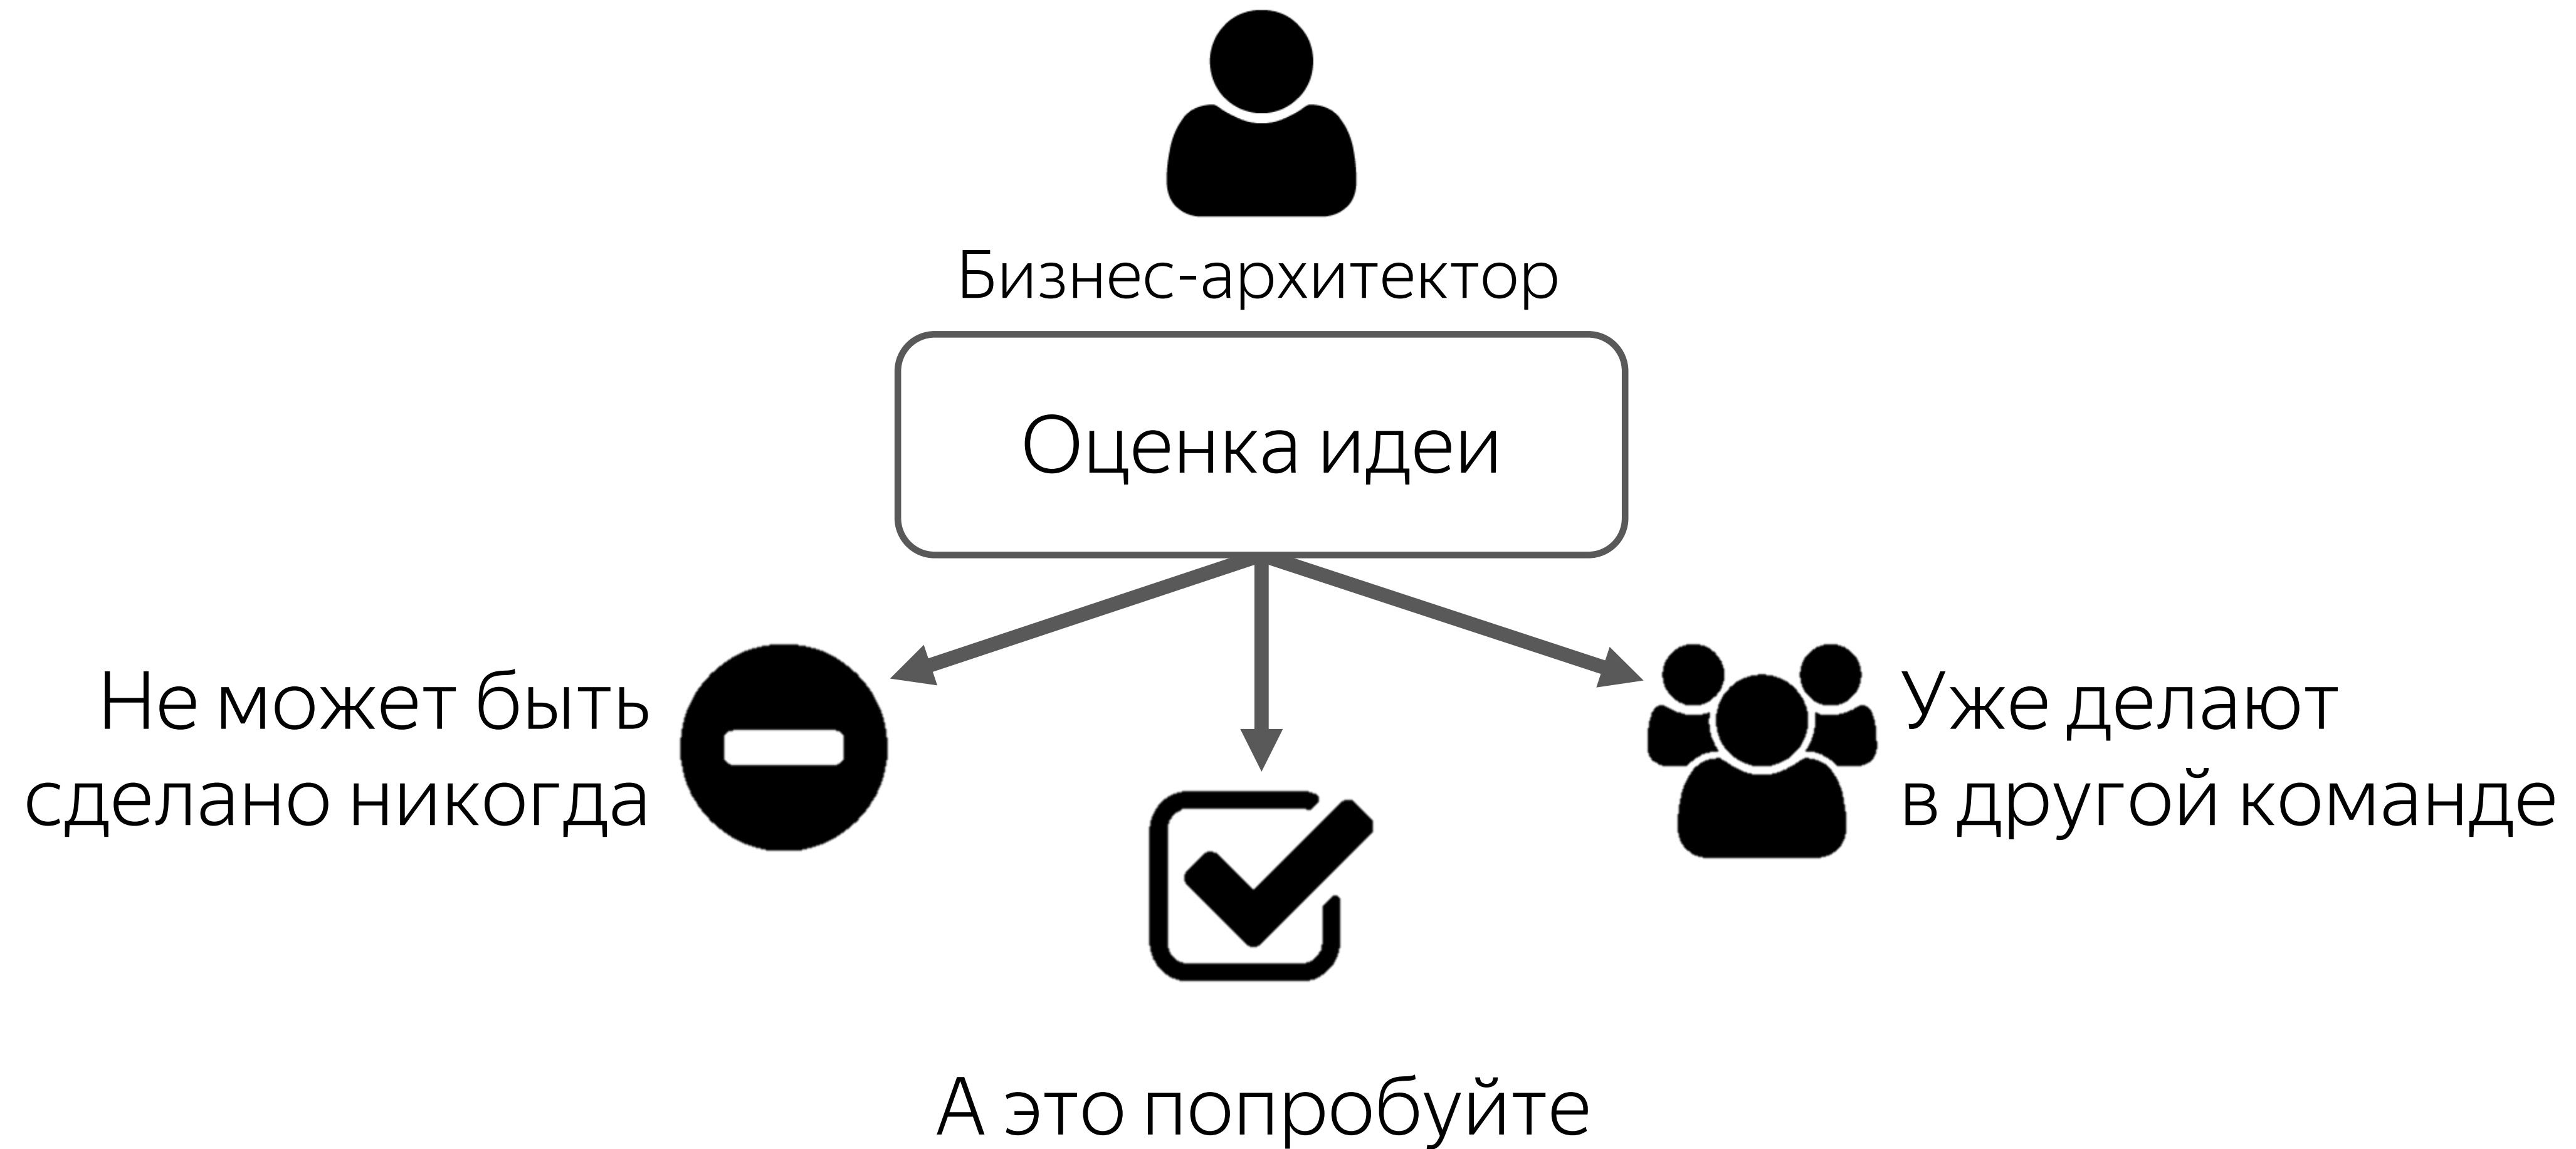 Бизнес-архитектор
Оценка идеи
Не может быть
сделано никогда
Уже делают
в другой команде
А это попробуйте